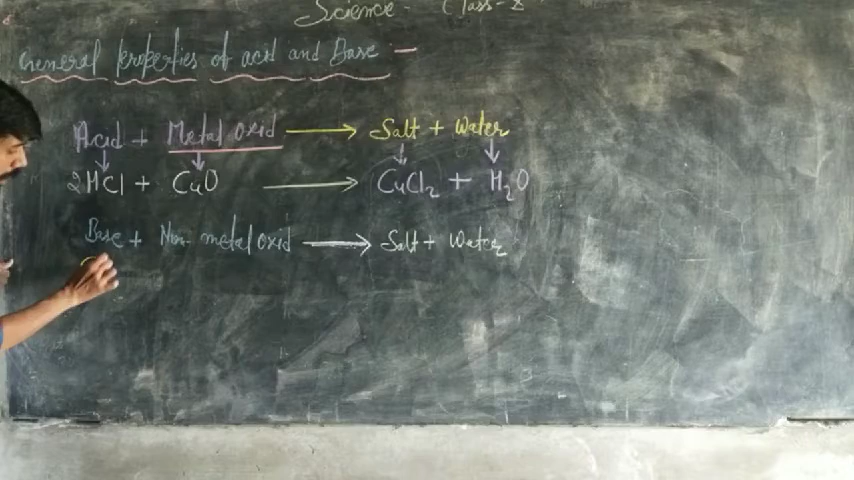 Science - Class-X
General Properties of acid and Base -
Acid + Metal Oxid → Salt + Water
2HCl + CuO → CuCl₂ + H₂O
Base + Non-metal oxid → Salt + Water